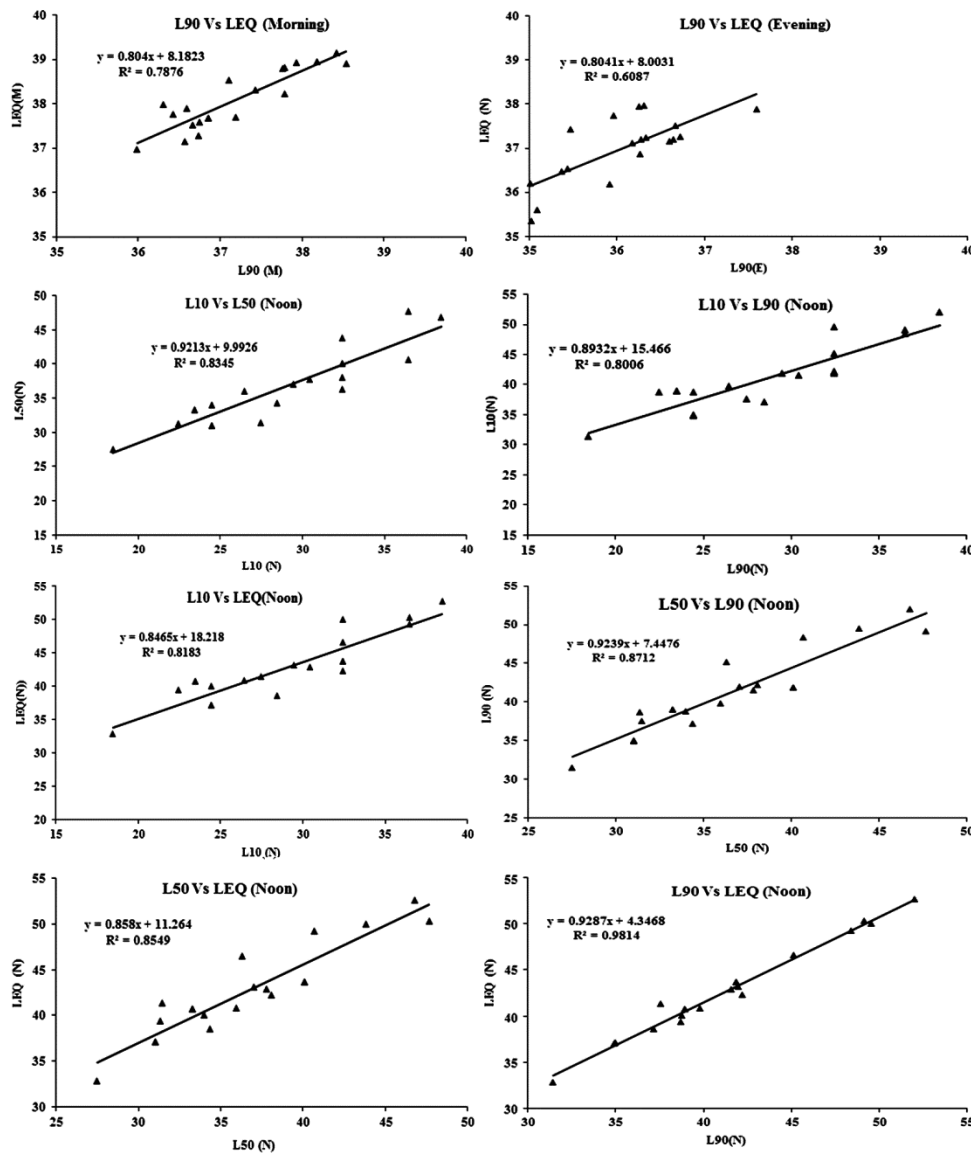 L90 Vs LEQ (Morning)
y = 0.804x + 8.1823
R² = 0.7876
LEQ(M)
40
39
38
37
36
35
35
36
37
38
39
40
L90 (M)
L90 Vs LEQ (Evening)
y = 0.8041x + 8.0031
R² = 0.6087
LEQ (N)
40
39
38
37
36
35
35
36
37
38
39
40
L90(E)
L10 Vs L50 (Noon)
y = 0.9213x + 9.9926
R² = 0.8345
L50(N)
50
45
40
35
30
25
20
15
15
20
25
30
35
40
L10 (N)
L10 Vs L90 (Noon)
y = 0.8932x + 15.466
R² = 0.8006
L10(N)
55
50
45
40
35
30
25
20
15
15
20
25
30
35
40
L90(N)
L10 Vs LEQ(Noon)
y = 0.8465x + 18.218
R² = 0.8183
LEQ(N))
55
50
45
40
35
30
25
20
15
20
25
30
35
40
L10 (N)
L50 Vs L90 (Noon)
y = 0.9239x + 7.4476
R² = 0.8712
L90 (N)
55
50
45
40
35
30
25
25
30
35
40
45
50
L50 (N)
L50 Vs LEQ (Noon)
y = 0.858x + 11.264
R² = 0.8549
LEQ (N)
55
50
45
40
35
30
25
30
35
40
45
50
L50 (N)
L90 Vs LEQ (Noon)
y = 0.9287x + 4.3468
R² = 0.9814
LEQ (N)
55
50
45
40
35
30
30
35
40
45
50
55
L90(N)